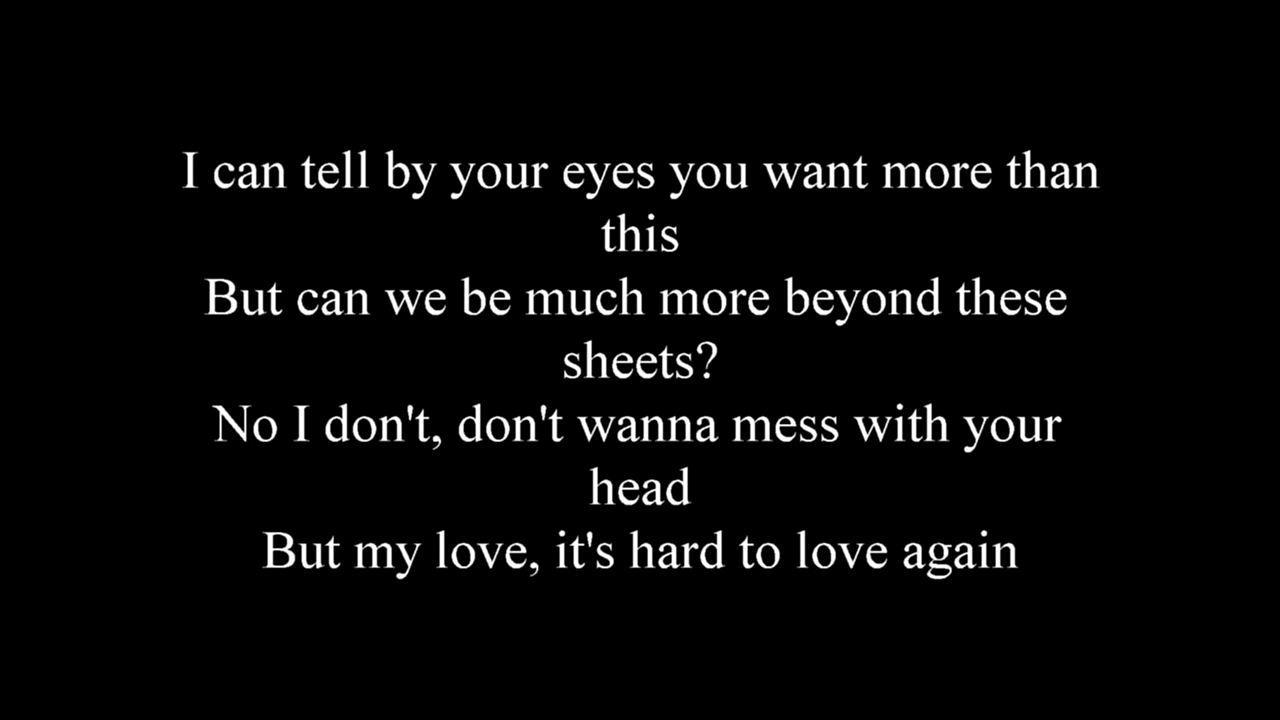 I can tell by your eyes you want more than
this
But can we be much more beyond these
sheets?
No I don't, don't wanna mess with your
head
But my love, it's hard to love again